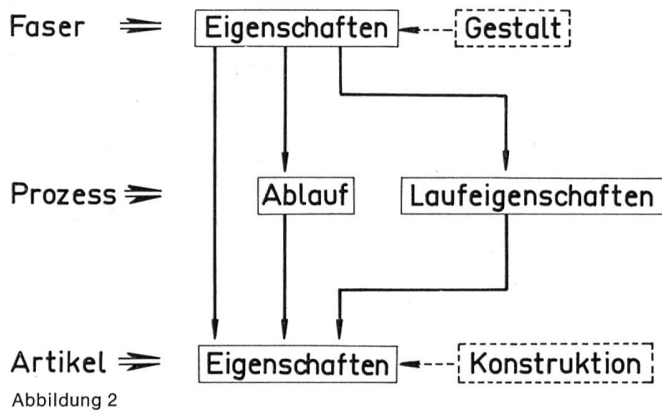 Faser Eigenschaften Gestalt
Prozess Ablauf Laufeigenschaften
Artikel Eigenschaften Konstruktion
Abbildung 2